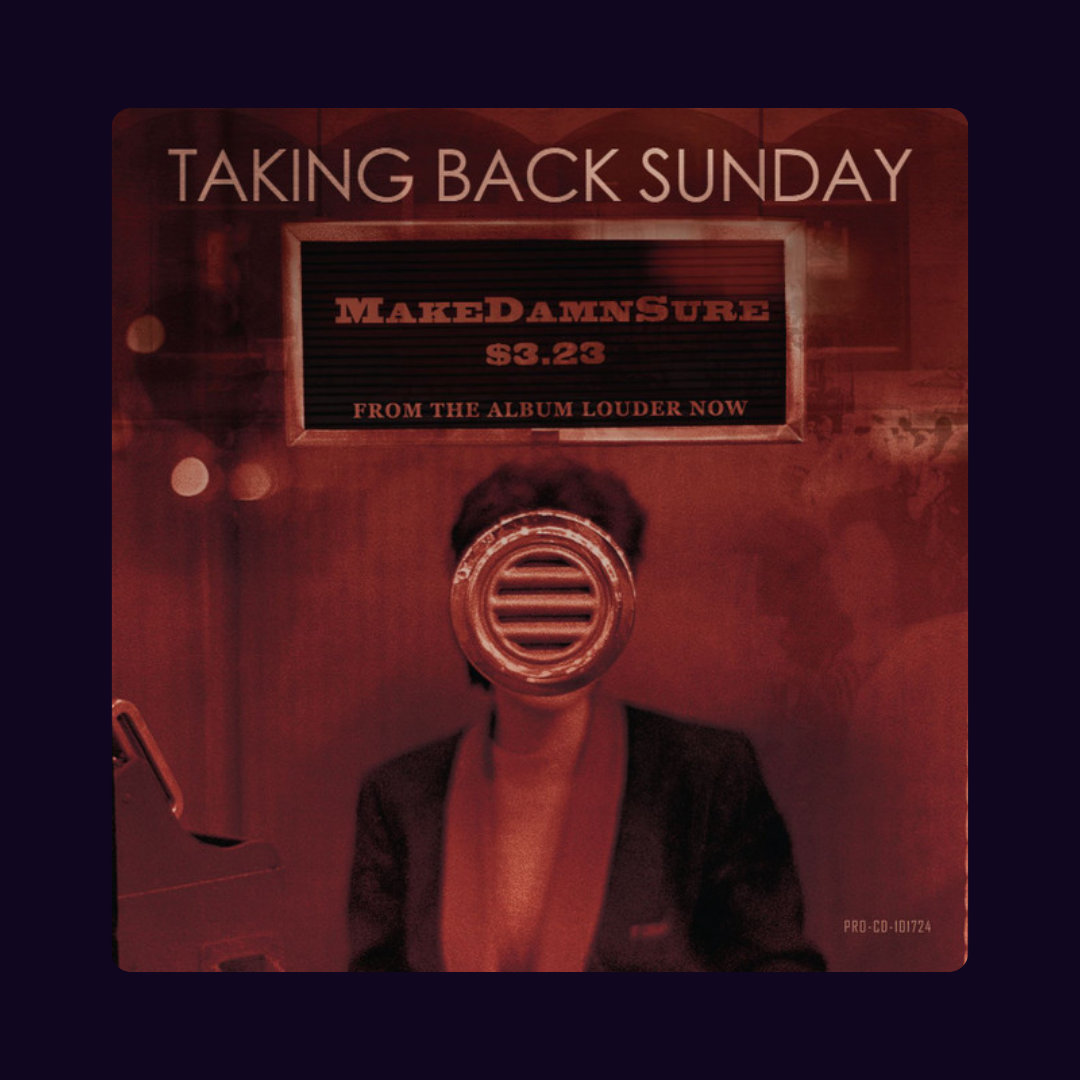 TAKING BACK SUNDAY
MAKEDAMNSURE
$3.23
FROM THE ALBUM LOUDER NOW
PRO-CD-101724